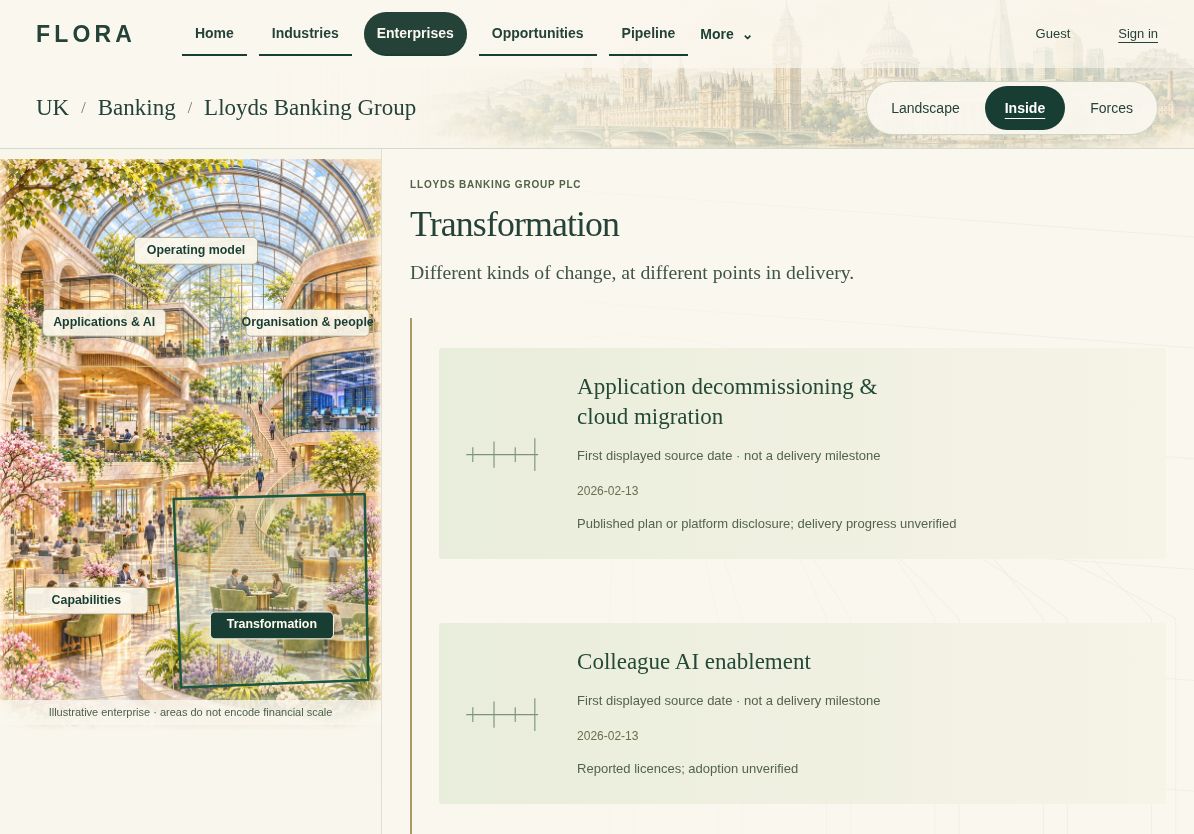 FLORA
Home
Industries
Enterprises
Opportunities
Pipeline
More
Guest
Sign in
UK / Banking / Lloyds Banking Group
Landscape
Inside
Forces
Operating model
Applications & AI
Organisation & people
Capabilities
Transformation
Illustrative enterprise · areas do not encode financial scale
LLOYDS BANKING GROUP PLC
Transformation
Different kinds of change, at different points in delivery.
Application decommissioning &
cloud migration
First displayed source date · not a delivery milestone
2026-02-13
Published plan or platform disclosure; delivery progress unverified
Colleague AI enablement
First displayed source date · not a delivery milestone
2026-02-13
Reported licences; adoption unverified